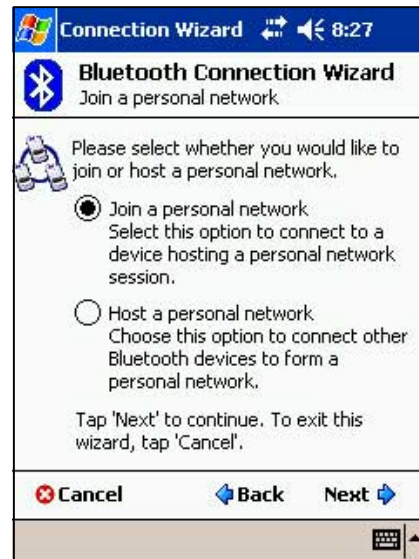 Connection Wizard 8:27
Bluetooth Connection Wizard
Join a personal network
Please select whether you would like to
join or host a personal network.
Join a personal network
Select this option to connect to a
device hosting a personal network
session.
Host a personal network
Choose this option to connect other
Bluetooth devices to form a
personal network.
Tap 'Next' to continue. To exit this
wizard, tap 'Cancel'.
Cancel Back Next